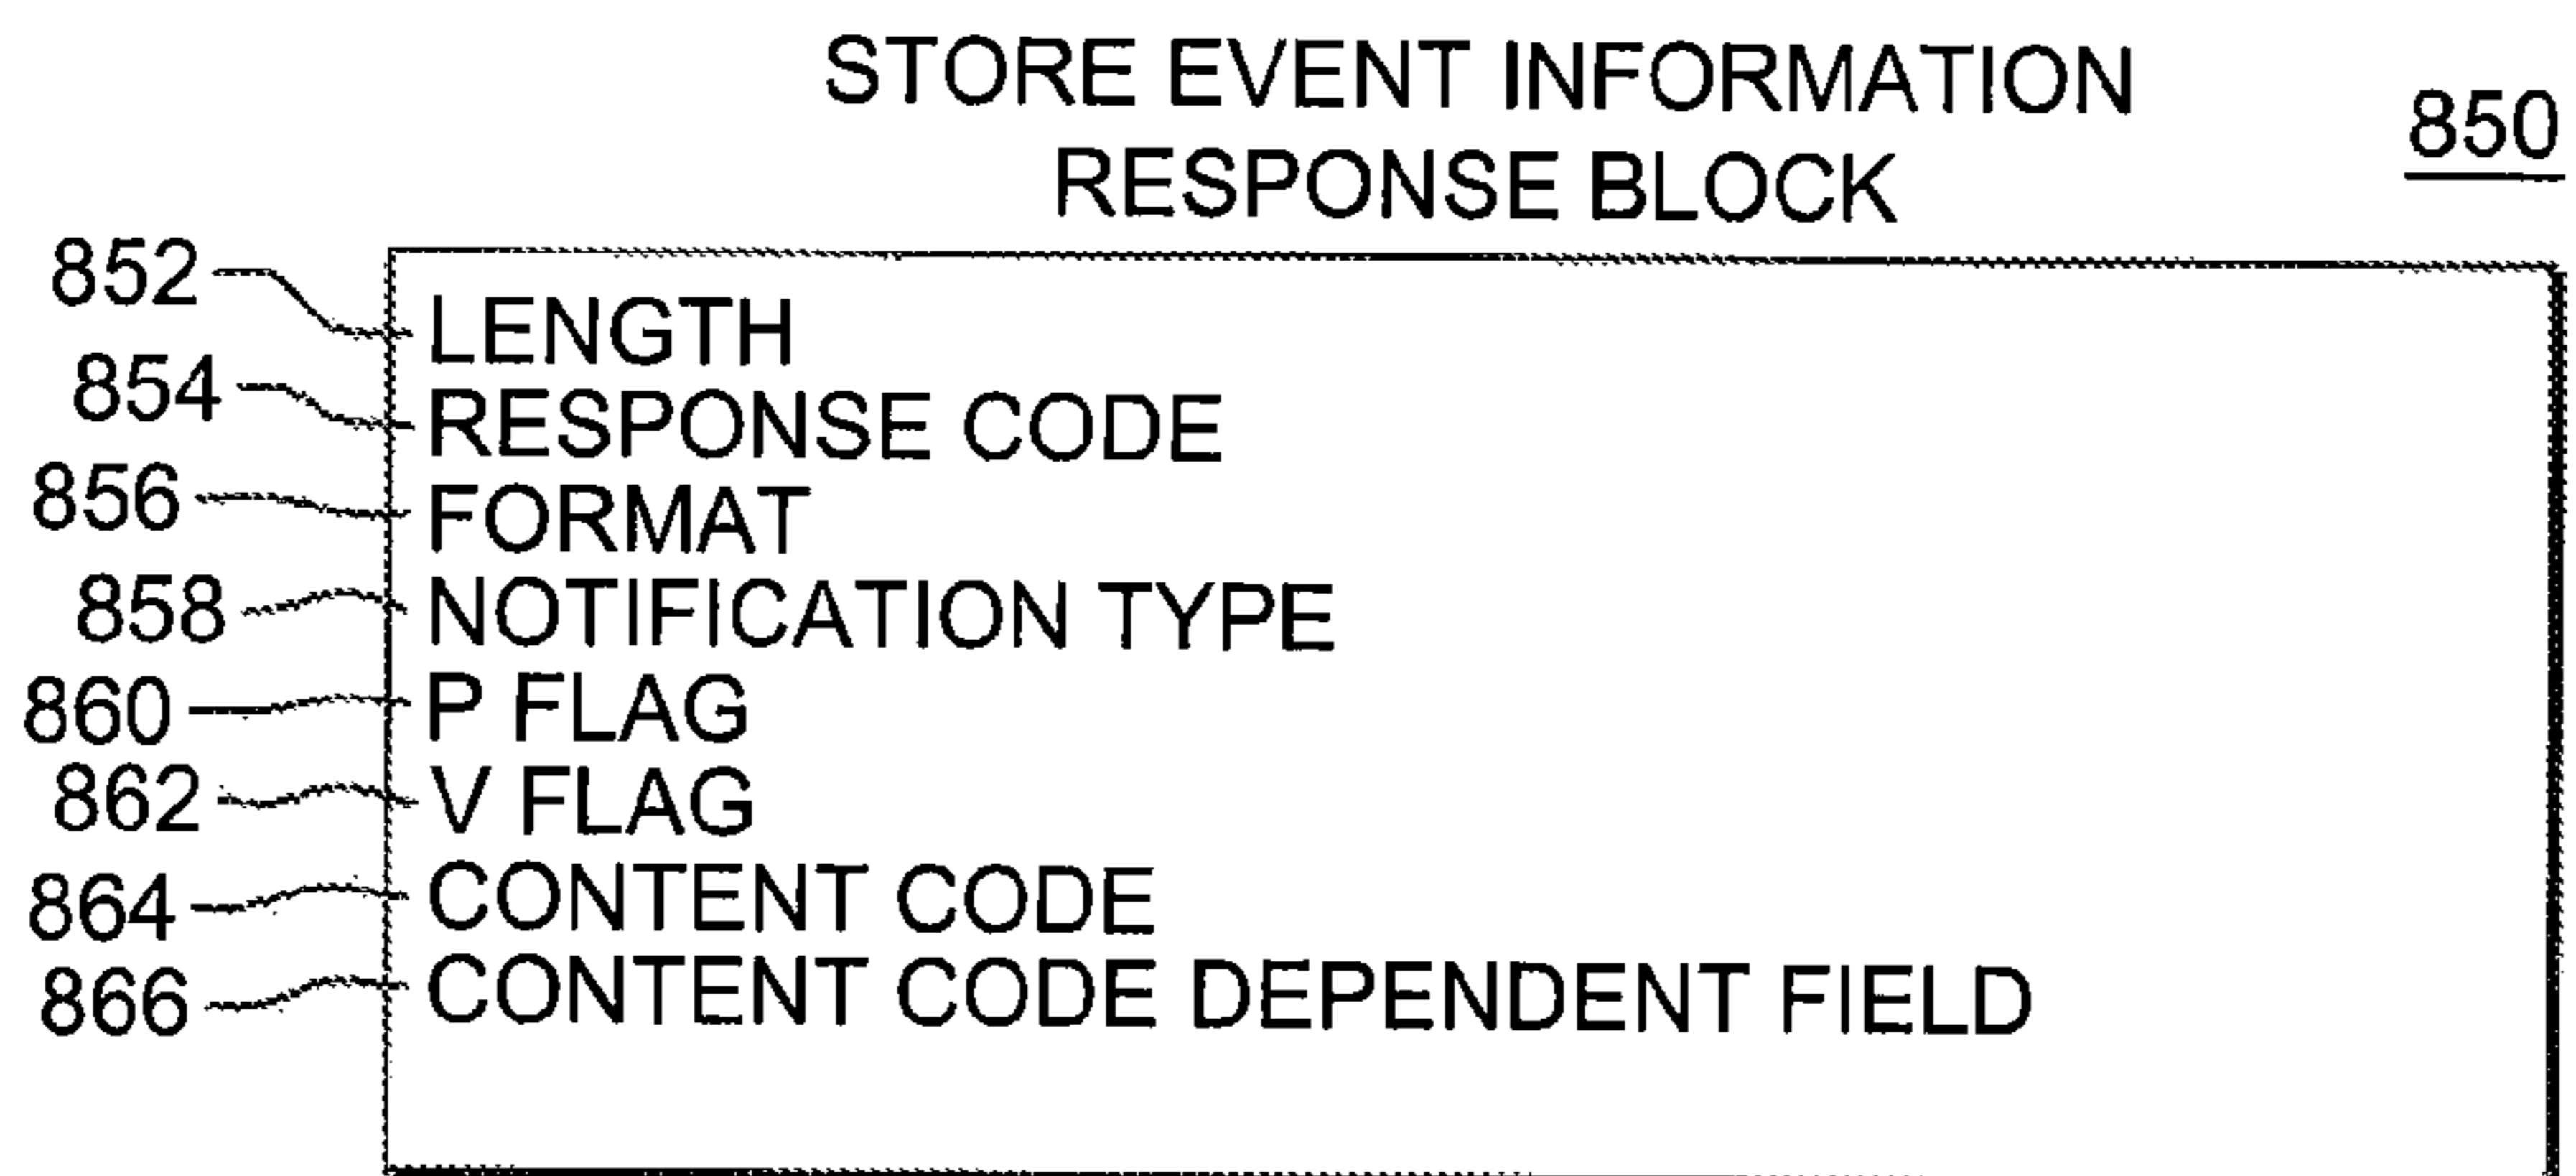 STORE EVENT INFORMATION
RESPONSE BLOCK
850
852 LENGTH
854 RESPONSE CODE
856 FORMAT
858 NOTIFICATION TYPE
860 P FLAG
862 V FLAG
864 CONTENT CODE
866 CONTENT CODE DEPENDENT FIELD